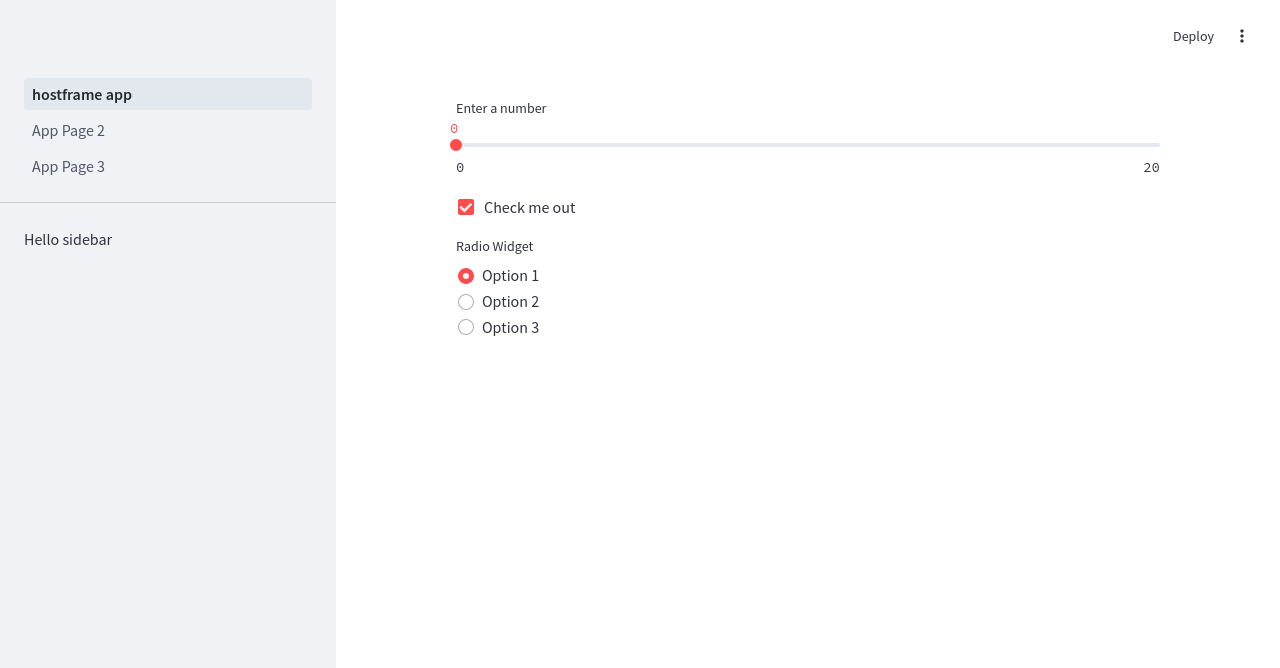 Deploy
hostframe app
App Page 2
App Page 3
Hello sidebar
Enter a number
0
0 20
Check me out
Radio Widget
Option 1
Option 2
Option 3